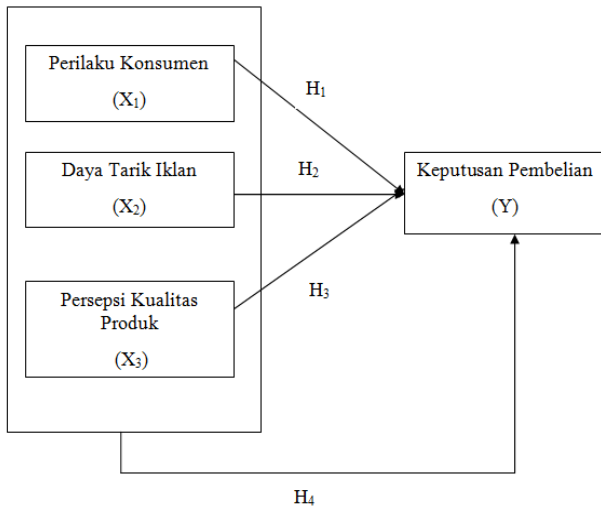 Perilaku Konsumen
(X₁)
H₁
Daya Tarik Iklan
(X₂)
H₂
Keputusan Pembelian
(Y)
Persepsi Kualitas
Produk
(X₃)
H₃
H₄